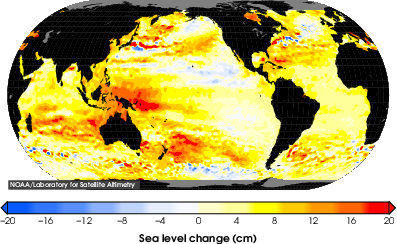 NOAA/Laboratory for Satellite Altimetry
−20 −16 −12 −8 −4 0 4 8 12 16 20
Sea level change (cm)